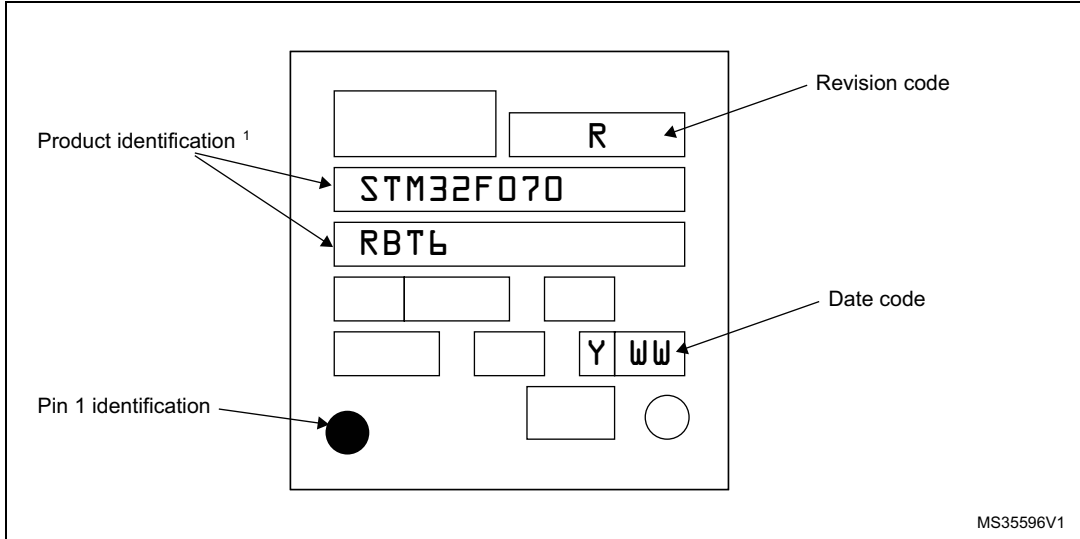 Revision code
R
Product identification 1
STM32F070
RBT6
Date code
Y WW
Pin 1 identification
MS35596V1